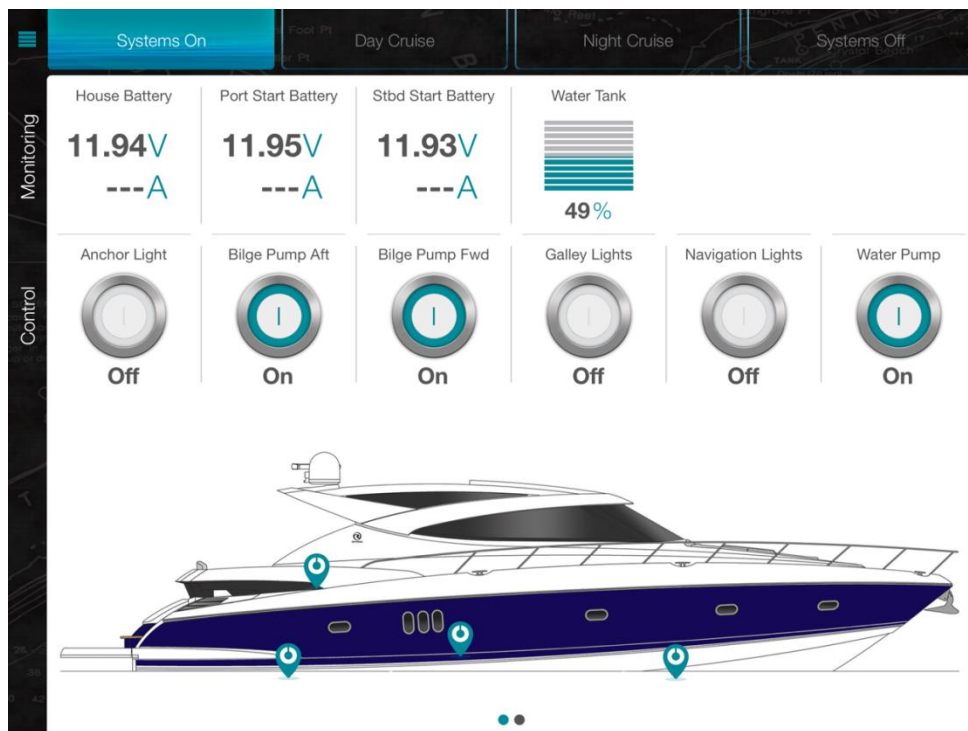 Systems On
Day Cruise
Night Cruise
Systems Off
Monitoring
House Battery
Port Start Battery
Stbd Start Battery
Water Tank
11.94V
11.95V
11.93V
---A
---A
---A
49%
Control
Anchor Light
Bilge Pump Aft
Bilge Pump Fwd
Galley Lights
Navigation Lights
Water Pump
Off
On
On
Off
Off
On